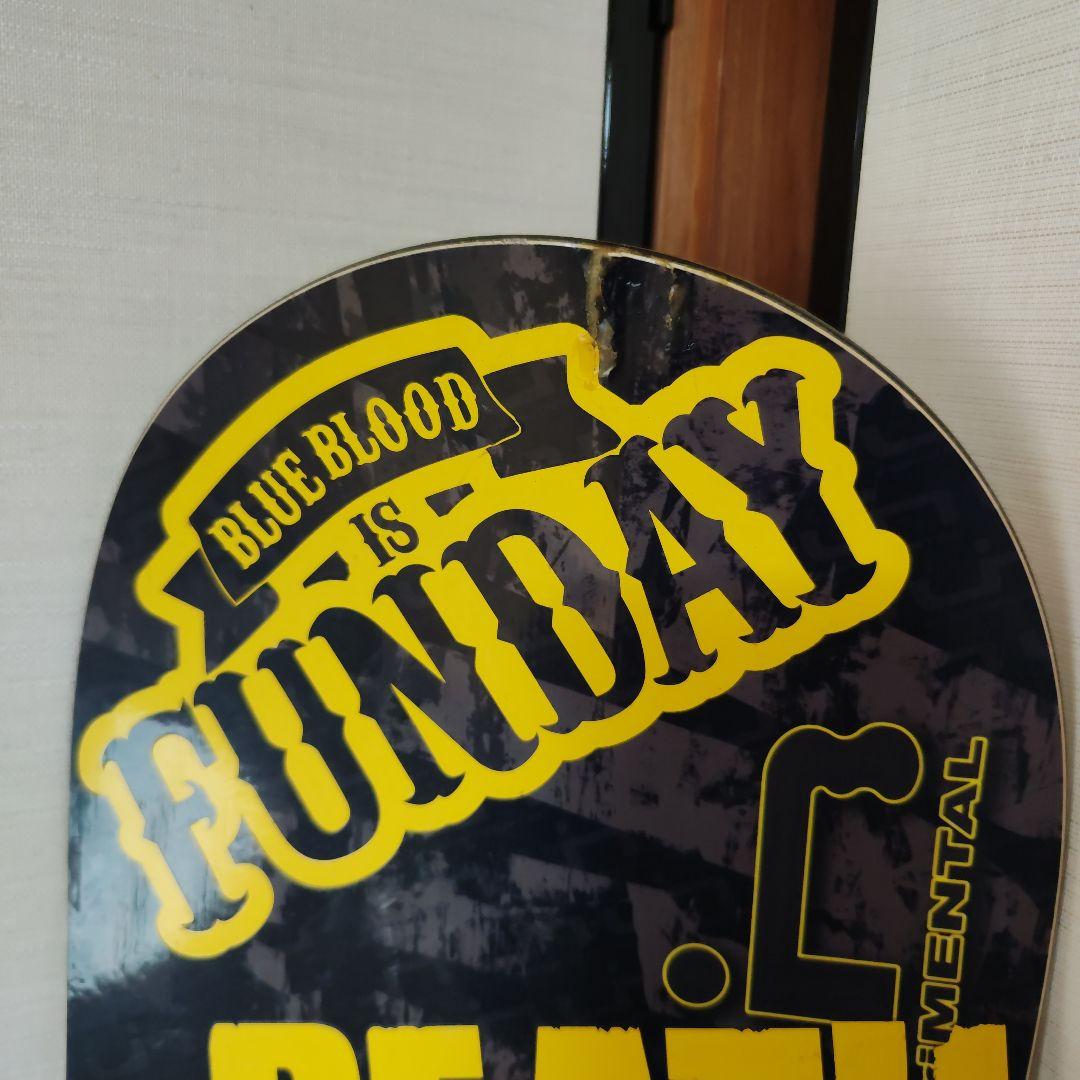 BLUE BLOOD
IS
FUNDAY
MENTAL